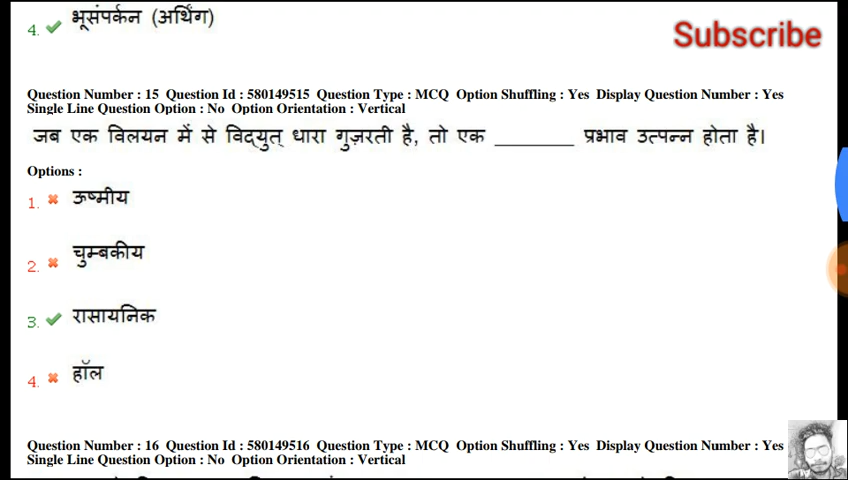 4. भूसंपर्कन (अर्थिंग)
Subscribe
Question Number : 15 Question Id : 580149515 Question Type : MCQ Option Shuffling : Yes Display Question Number : Yes
Single Line Question Option : No Option Orientation : Vertical
जब एक विलयन में से विद्युत् धारा गुज़रती है, तो एक ________ प्रभाव उत्पन्न होता है।
Options :
1. ऊष्मीय
2. चुम्बकीय
3. रासायनिक
4. हॉल
Question Number : 16 Question Id : 580149516 Question Type : MCQ Option Shuffling : Yes Display Question Number : Yes
Single Line Question Option : No Option Orientation : Vertical